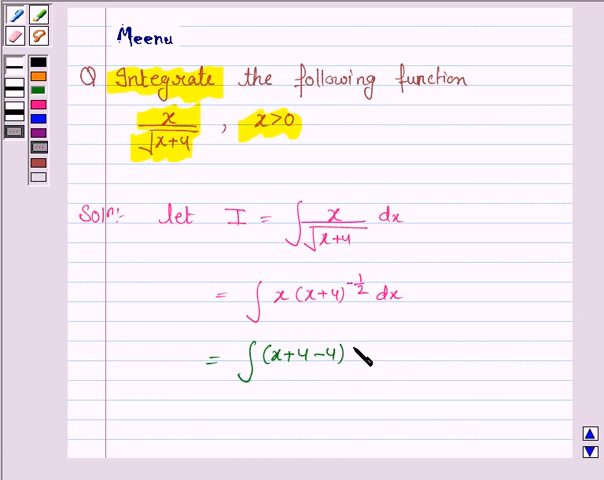 Meenu
Q Integrate the following function
x/√(x+4) , x>0
Soln: let I = ∫ x/√(x+4) dx
= ∫ x (x+4)^(-1/2) dx
= ∫ (x+4-4)